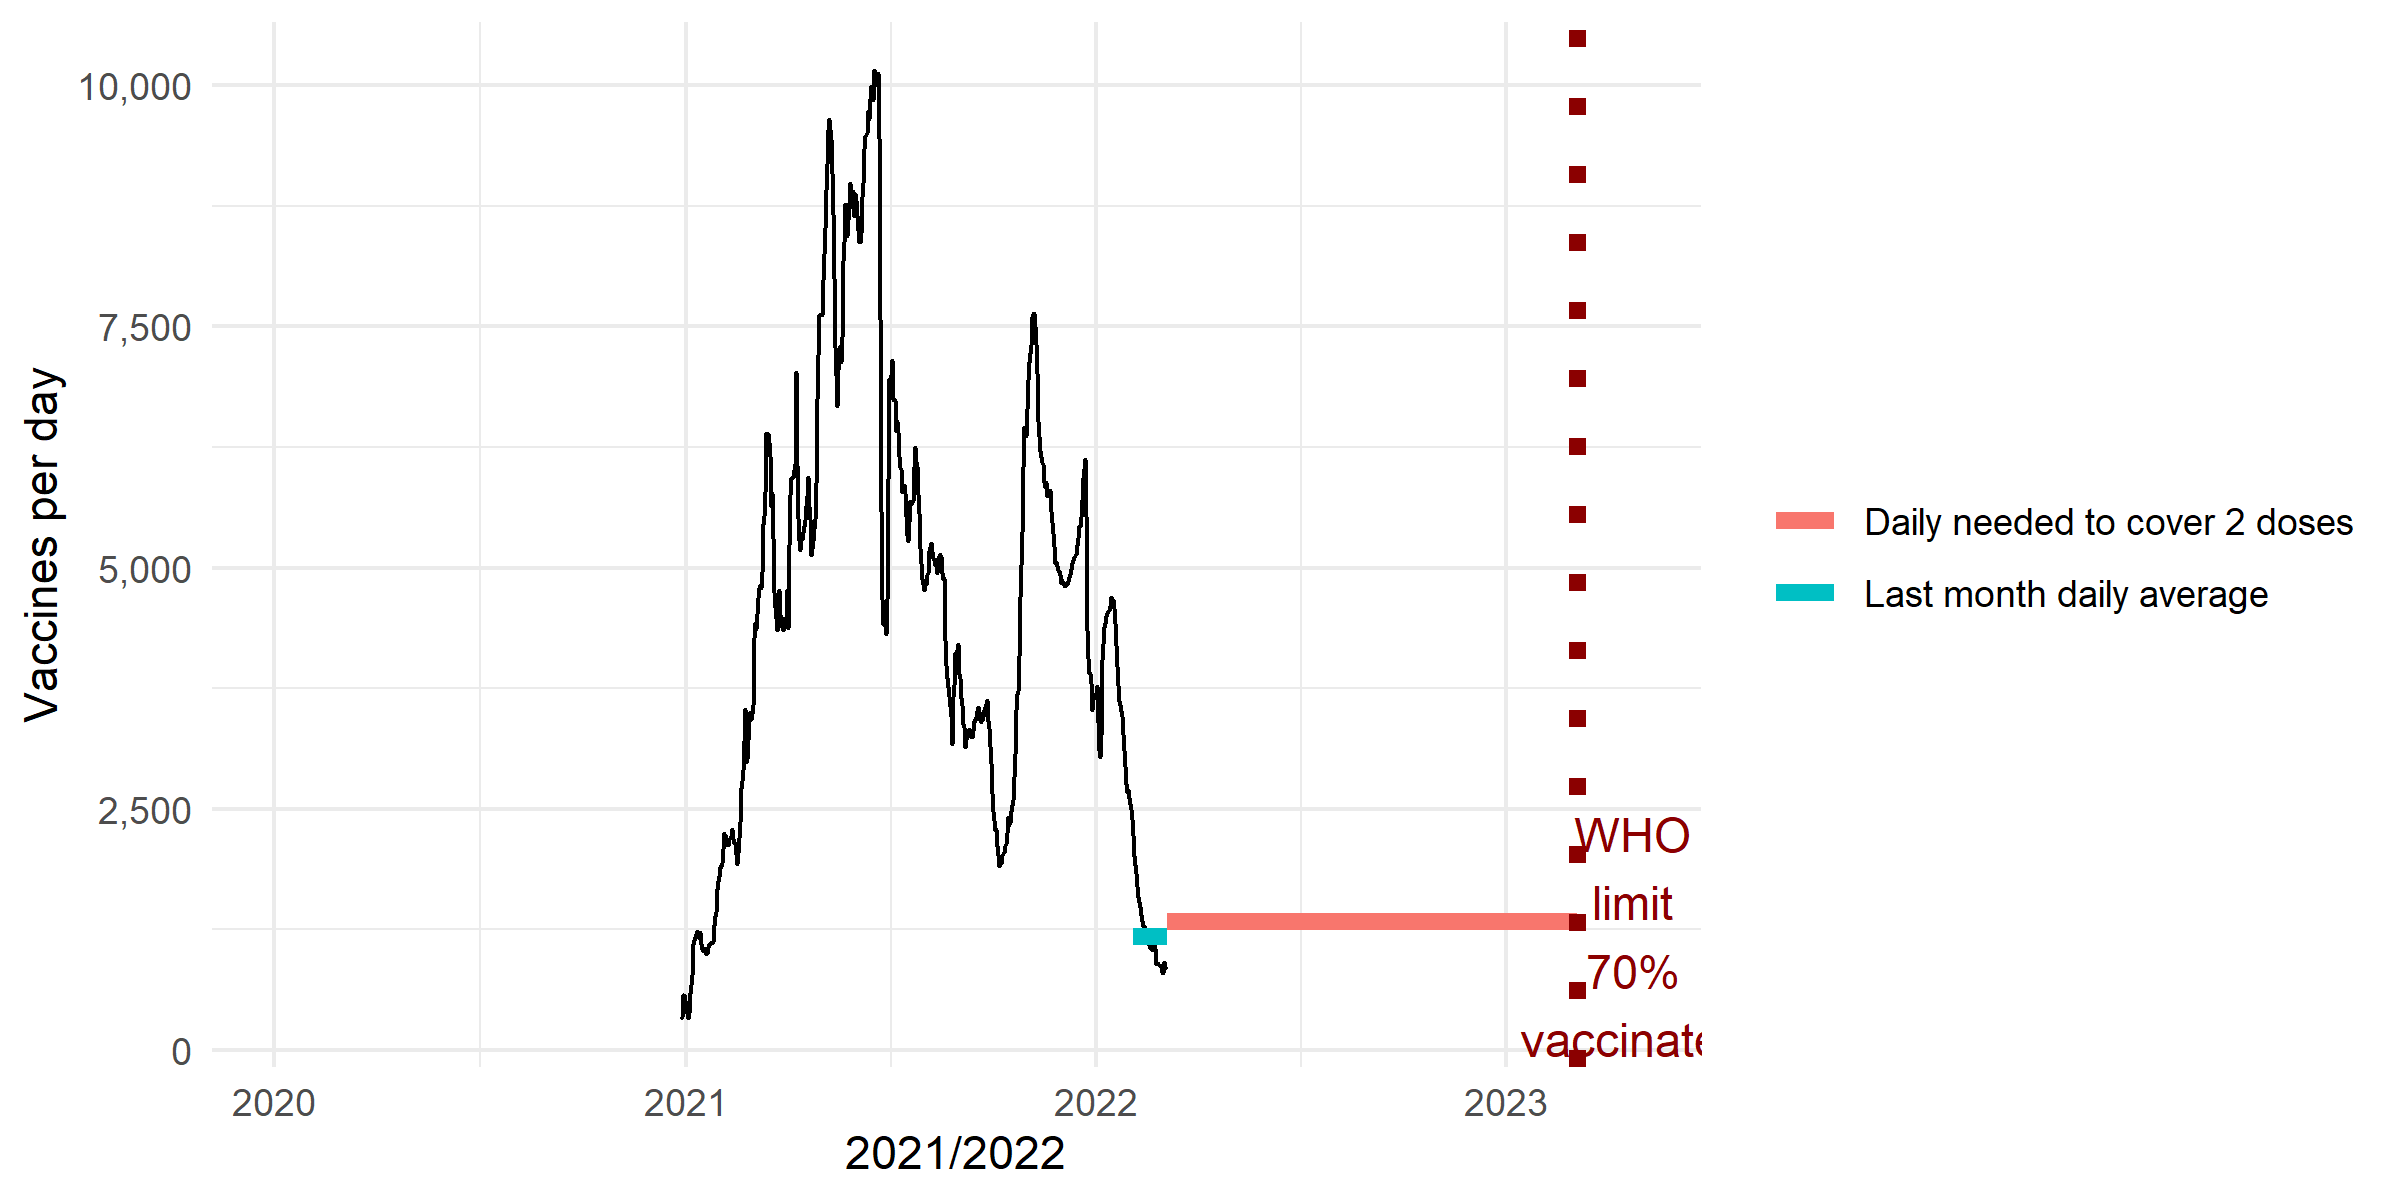 10,000
7,500
5,000
2,500
0
Vaccines per day
2020
2021
2022
2023
2021/2022
WHO
limit
70%
vaccinate
Daily needed to cover 2 doses
Last month daily average